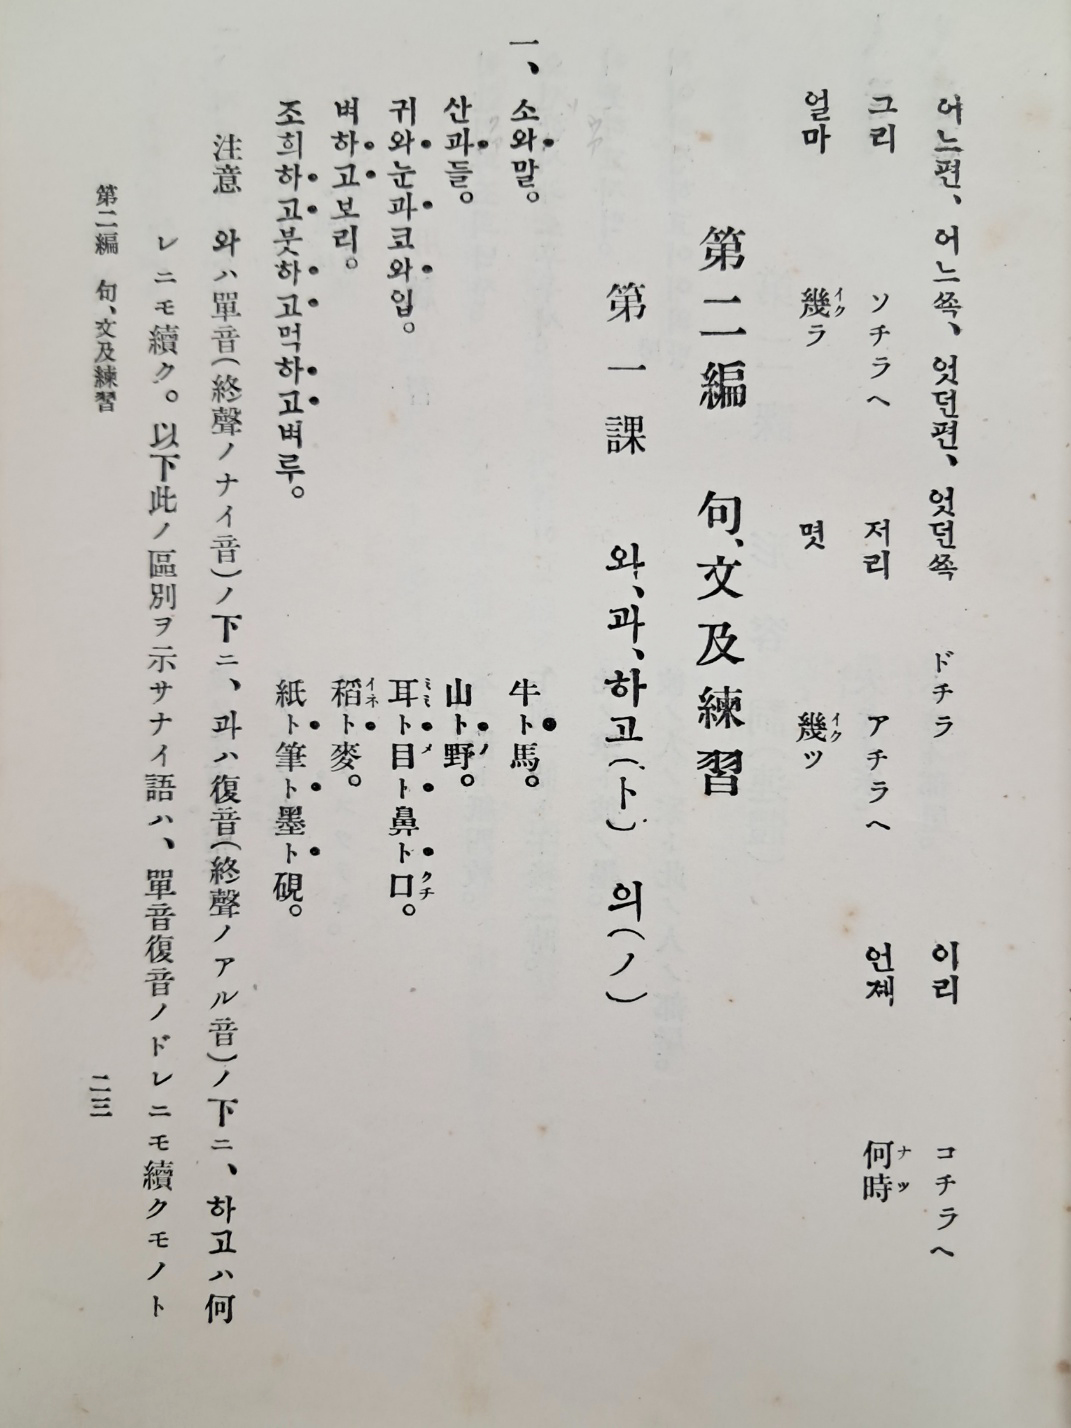 어느편、어느쪽、엇던편、엇던쪽　ドチラ　이리　コチラヘ
그리　ソチラヘ　저리　アチラヘ　언제　何時
얼마　幾ラ　몃　幾ツ
第二編　句、文及練習
第一課　와、과、하고(ト)　의(ノ)
一、소와말。　牛ト馬。
산과들。　山ト野。
귀와눈과코와입。　耳ト目ト鼻ト口。
벼하고보리。　稻ト麥。
조희하고붓하고먹하고벼루。　紙ト筆ト墨ト硯。
注意　와ハ單音(終聲ノナイ音)ノ下ニ、과ハ復音(終聲ノアル音)ノ下ニ、하고ハ何
レニモ續ク。以下此ノ區別ヲ示サナイ語ハ、單音復音ノドレニモ續クモノト
第二編　句、文及練習　二三